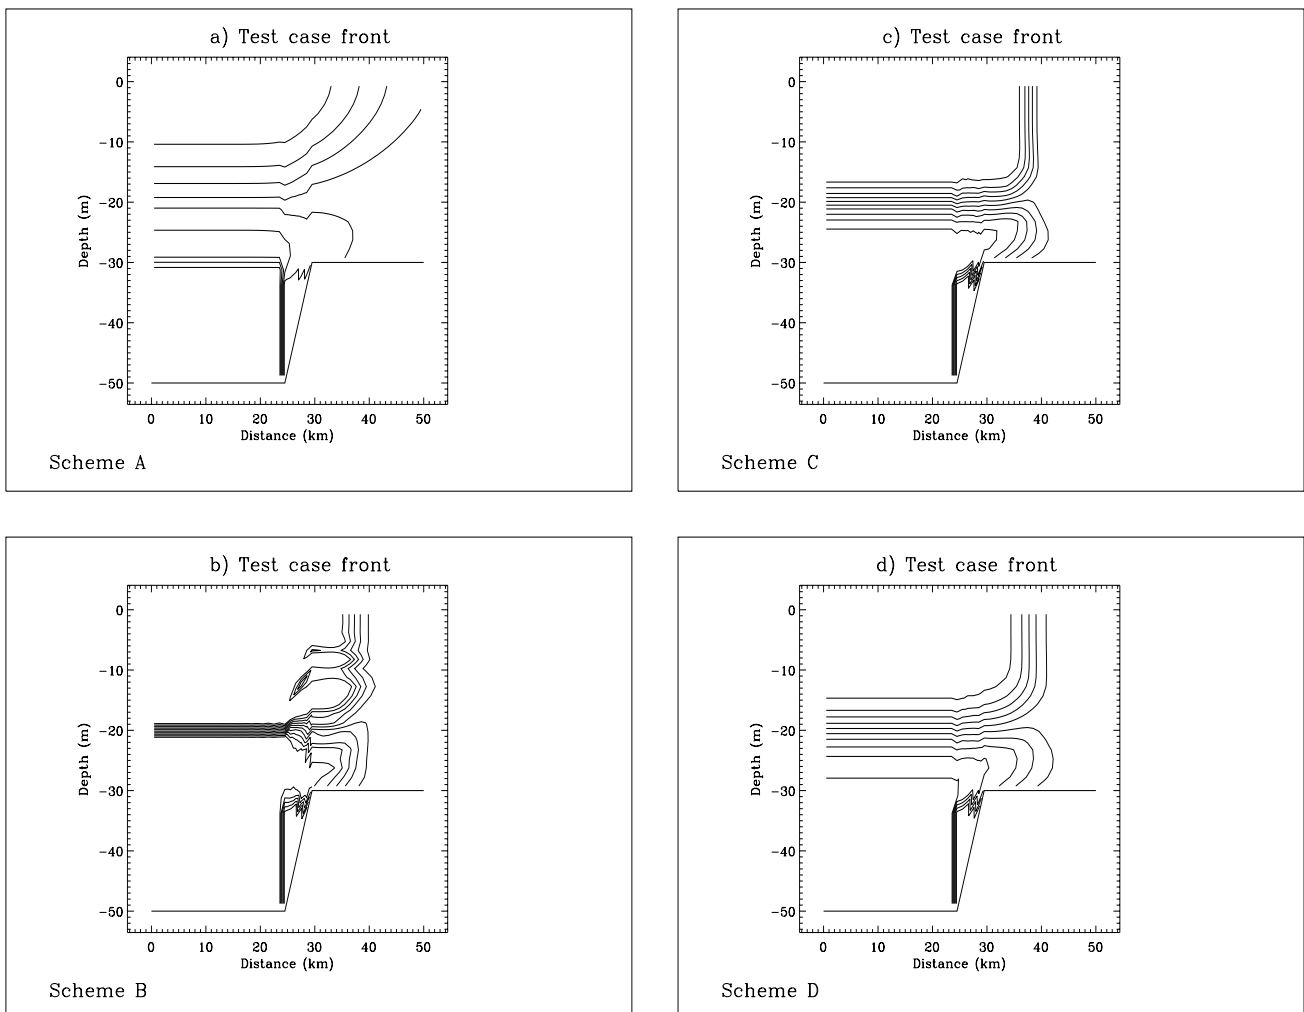 a) Test case front
0
−10
−20
−30
−40
−50
Depth (m)
0 10 20 30 40 50
Distance (km)
Scheme A
c) Test case front
0
−10
−20
−30
−40
−50
Depth (m)
0 10 20 30 40 50
Distance (km)
Scheme C
b) Test case front
0
−10
−20
−30
−40
−50
Depth (m)
0 10 20 30 40 50
Distance (km)
Scheme B
d) Test case front
0
−10
−20
−30
−40
−50
Depth (m)
0 10 20 30 40 50
Distance (km)
Scheme D